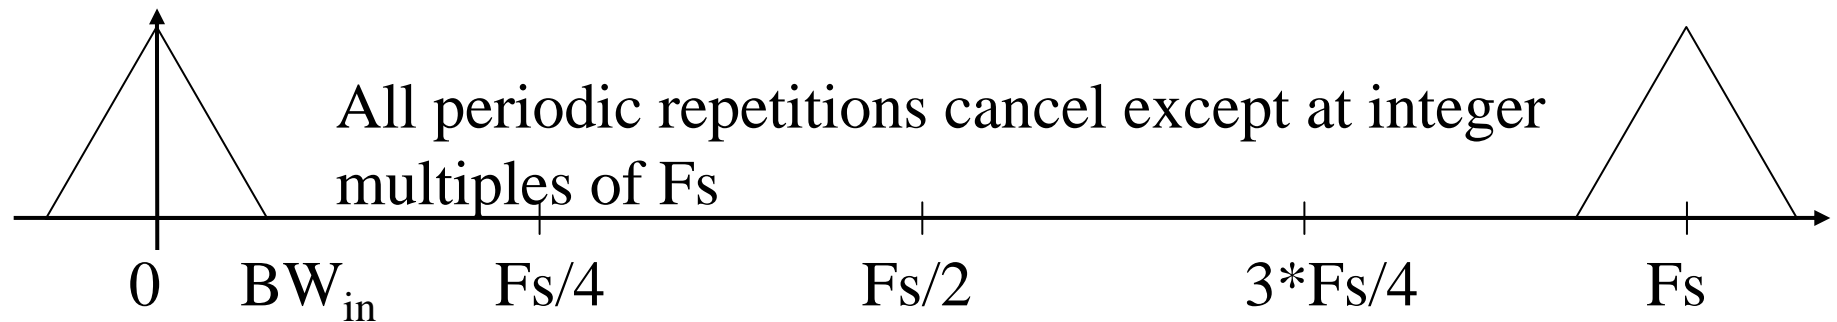 All periodic repetitions cancel except at integer
multiples of Fs
0 BW_in Fs/4 Fs/2 3*Fs/4 Fs